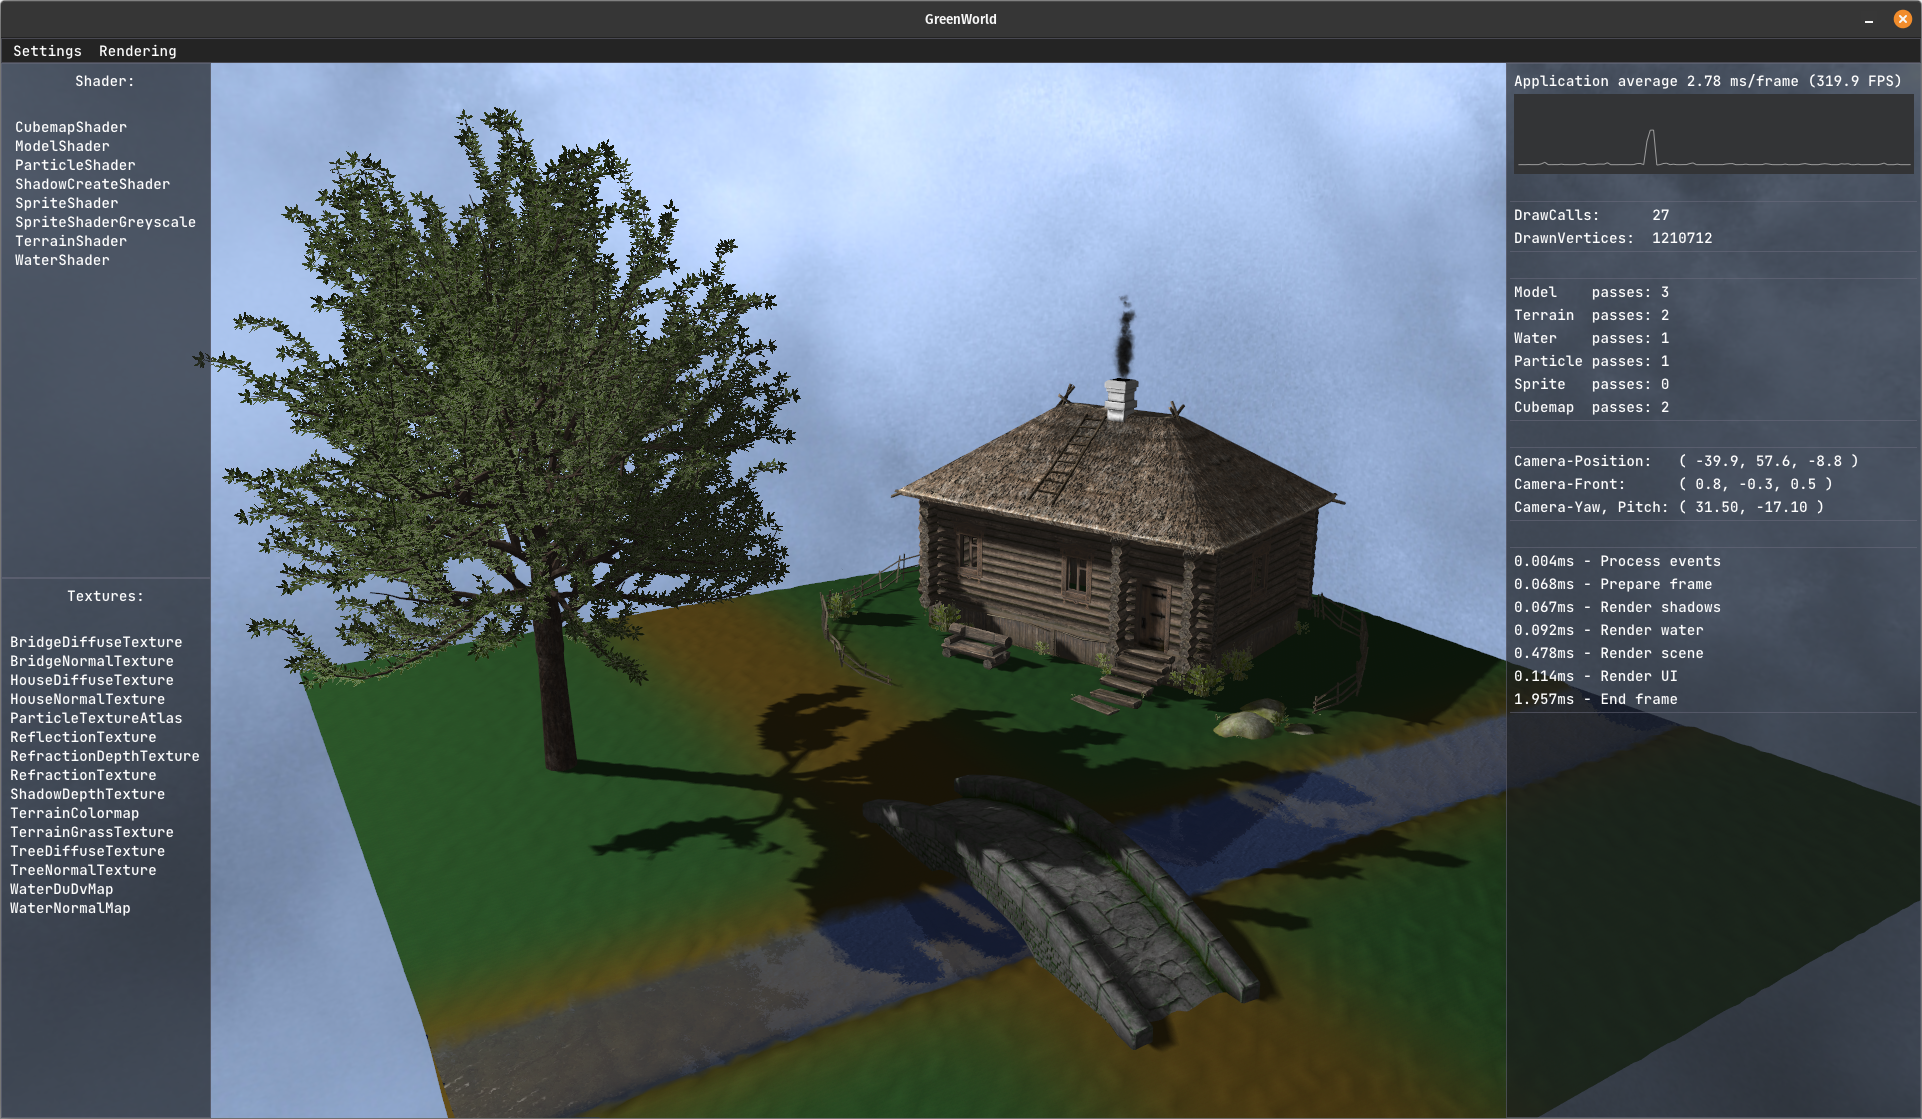 GreenWorld
Settings Rendering
Shader:
CubemapShader
ModelShader
ParticleShader
ShadowCreateShader
SpriteShader
SpriteShaderGreyscale
TerrainShader
WaterShader
Textures:
BridgeDiffuseTexture
BridgeNormalTexture
HouseDiffuseTexture
HouseNormalTexture
ParticleTextureAtlas
ReflectionTexture
RefractionDepthTexture
RefractionTexture
ShadowDepthTexture
TerrainColormap
TerrainGrassTexture
TreeDiffuseTexture
TreeNormalTexture
WaterDuDvMap
WaterNormalMap
Application average 2.78 ms/frame (319.9 FPS)
DrawCalls: 27
DrawnVertices: 1210712
Model passes: 3
Terrain passes: 2
Water passes: 1
Particle passes: 1
Sprite passes: 0
Cubemap passes: 2
Camera-Position: ( -39.9, 57.6, -8.8 )
Camera-Front: ( 0.8, -0.3, 0.5 )
Camera-Yaw, Pitch: ( 31.50, -17.10 )
0.004ms - Process events
0.068ms - Prepare frame
0.067ms - Render shadows
0.092ms - Render water
0.478ms - Render scene
0.114ms - Render UI
1.957ms - End frame